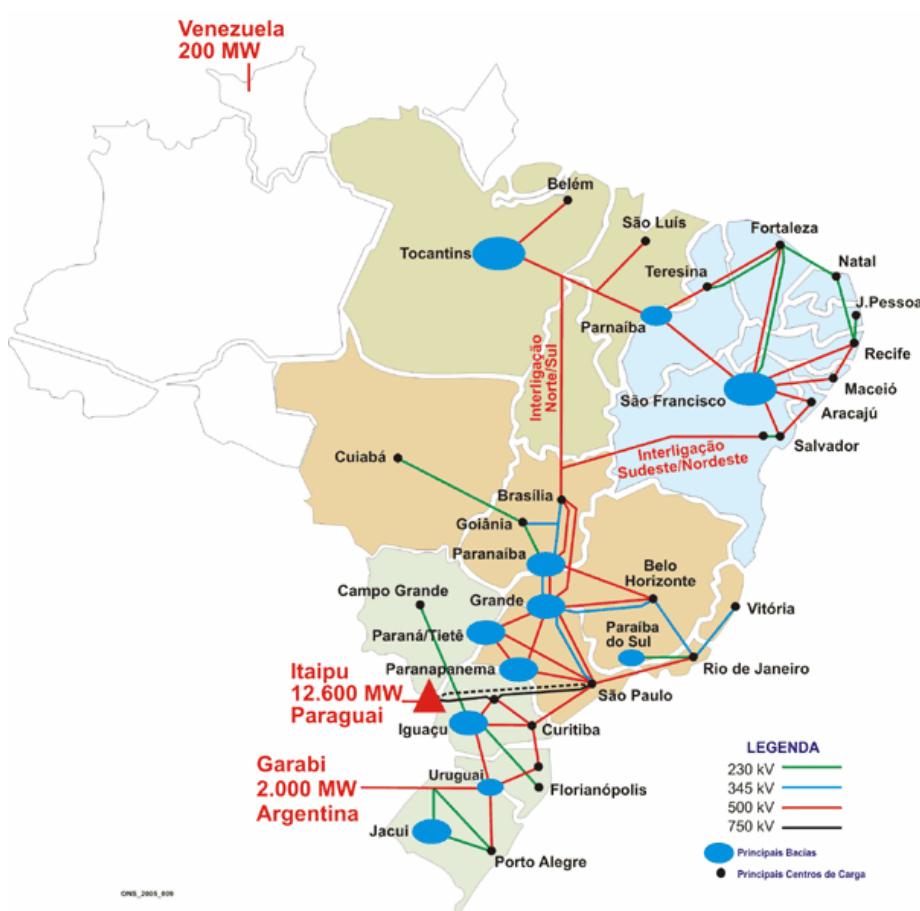 Venezuela
200 MW
Belém
São Luís
Fortaleza
Tocantins
Teresina
Natal
J.Pessoa
Parnaíba
Recife
Interligação
Norte/Sul
São Francisco
Maceió
Aracajú
Salvador
Interligação
Sudeste/Nordeste
Cuiabá
Brasília
Goiânia
Paranaíba
Belo
Horizonte
Campo Grande
Grande
Vitória
Paraná/Tietê
Paraíba
do Sul
Paranapanema
Rio de Janeiro
Itaipu
12.600 MW
Paraguai
São Paulo
Iguaçu
Curitiba
Garabi
2.000 MW
Argentina
Uruguai
Florianópolis
Jacui
Porto Alegre
LEGENDA
230 kV
345 kV
500 kV
750 kV
Principais Bacias
Principais Centros de Carga
ONS_2005_009